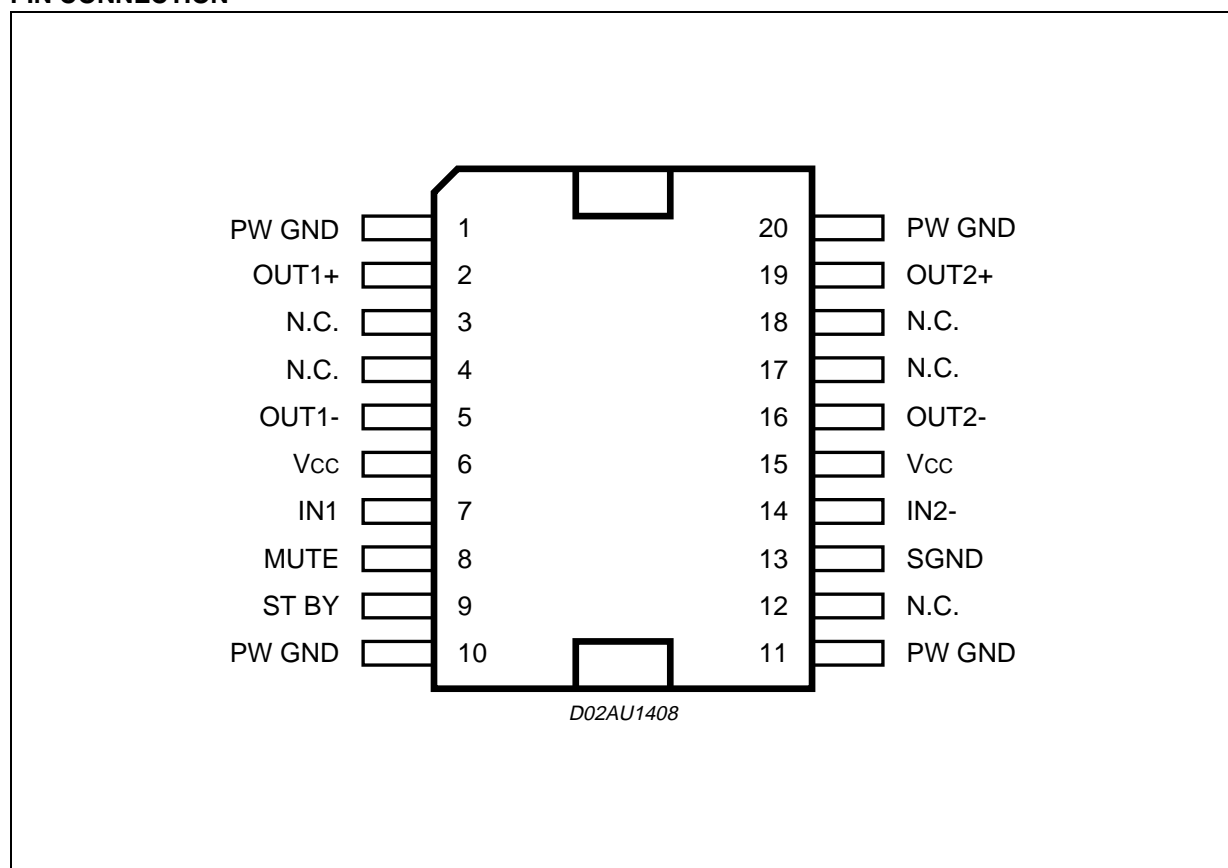 PW GND 1 20 PW GND
OUT1+ 2 19 OUT2+
N.C. 3 18 N.C.
N.C. 4 17 N.C.
OUT1- 5 16 OUT2-
VCC 6 15 VCC
IN1 7 14 IN2-
MUTE 8 13 SGND
ST BY 9 12 N.C.
PW GND 10 11 PW GND
D02AU1408